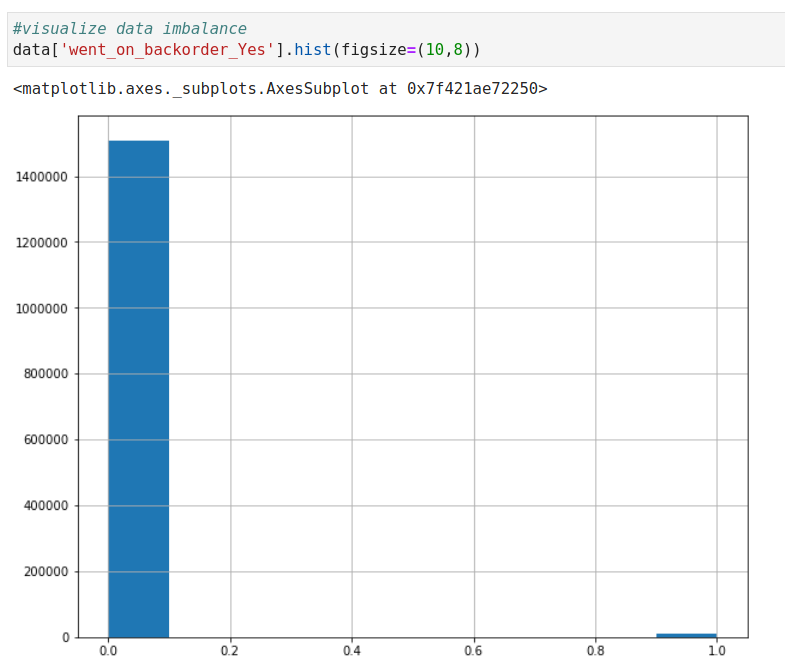 #visualize data imbalance
data['went_on_backorder_Yes'].hist(figsize=(10,8))
<matplotlib.axes._subplots.AxesSubplot at 0x7f421ae72250>
1400000
1200000
1000000
800000
600000
400000
200000
0
0.0 0.2 0.4 0.6 0.8 1.0